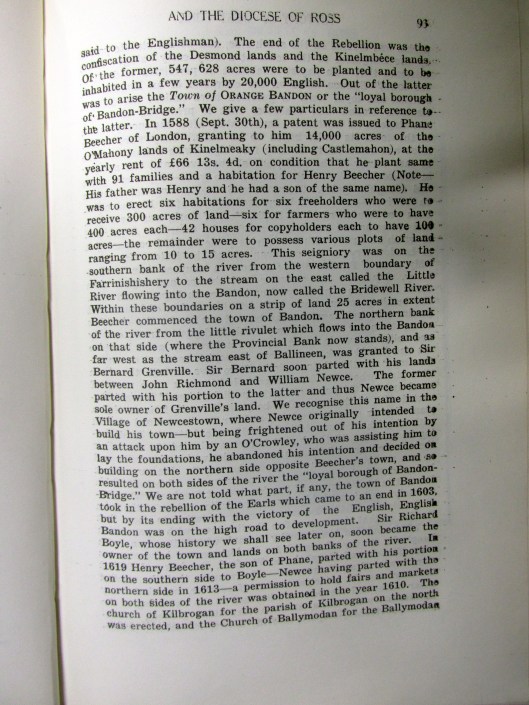 AND THE DIOCESE OF ROSS 93
said to the Englishman). The end of the Rebellion was the
confiscation of the Desmond lands and the Kinelmbéce lands.
Of the former, 547, 628 acres were to be planted and to be
inhabited in a few years by 20,000 English. Out of the latter
was to arise the Town of ORANGE BANDON or the "loyal borough
of Bandon-Bridge." We give a few particulars in reference to
the latter. In 1588 (Sept. 30th), a patent was issued to Phane
Beecher of London, granting to him 14,000 acres of the
O'Mahony lands of Kinelmeaky (including Castlemahon), at the
yearly rent of £66 13s. 4d. on condition that he plant same
with 91 families and a habitation for Henry Beecher (Note—
His father was Henry and he had a son of the same name). He
was to erect six habitations for six freeholders who were to
receive 300 acres of land—six for farmers who were to have
400 acres each—42 houses for copyholders each to have 100
acres—the remainder were to possess various plots of land
ranging from 10 to 15 acres. This seigniory was on the
southern bank of the river from the western boundary of
Farrinishishery to the stream on the east called the Little
River flowing into the Bandon, now called the Bridewell River.
Within these boundaries on a strip of land 25 acres in extent
Beecher commenced the town of Bandon. The northern bank
of the river from the little rivulet which flows into the Bandon
on that side (where the Provincial Bank now stands), and as
far west as the stream east of Ballineen, was granted to Sir
Bernard Grenville. Sir Bernard soon parted with his lands
between John Richmond and William Newce. The former
parted with his portion to the latter and thus Newce became
sole owner of Grenville's land. We recognise this name in the
Village of Newcestown, where Newce originally intended to
build his town—but being frightened out of his intention by
an attack upon him by an O'Crowley, who was assisting him to
lay the foundations, he abandoned his intention and decided on
building on the northern side opposite Beecher's town, and so
resulted on both sides of the river the "loyal borough of Bandon-
Bridge." We are not told what part, if any, the town of Bandon
took in the rebellion of the Earls which came to an end in 1603,
but by its ending with the victory of the English, English
Bandon was on the high road to development. Sir Richard
Boyle, whose history we shall see later on, soon became the
owner of the town and lands on both banks of the river. In
1619 Henry Beecher, the son of Phane, parted with his portion
on the southern side to Boyle—Newce having parted with the
northern side in 1613—a permission to hold fairs and markets
on both sides of the river was obtained in the year 1610. The
church of Kilbrogan for the parish of Kilbrogan on the north
was erected, and the Church of Ballymodan for the Ballymodan